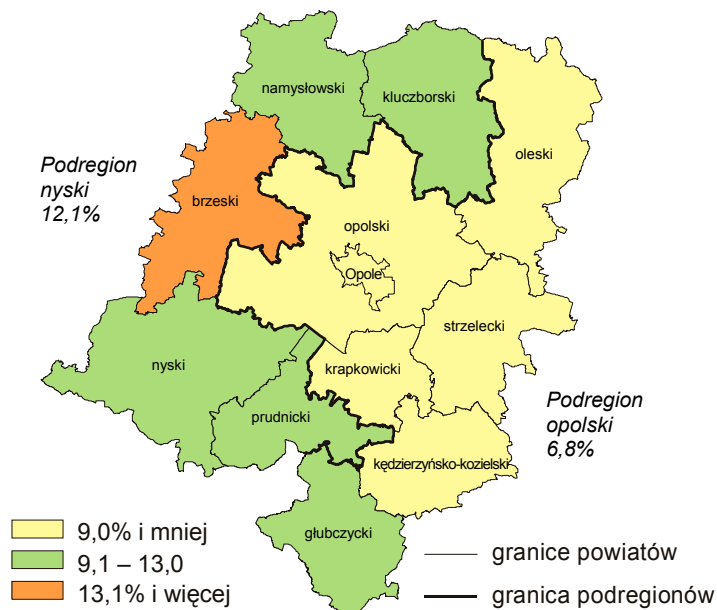 namysłowski
kluczborski
oleski
Podregion
nyski
12,1%
brzeski
opolski
Opole
strzelecki
nyski
krapkowicki
prudnicki
Podregion
opolski
6,8%
kędzierzyńsko-kozielski
głubczycki
9,0% i mniej
9,1 – 13,0
13,1% i więcej
granice powiatów
granica podregionów